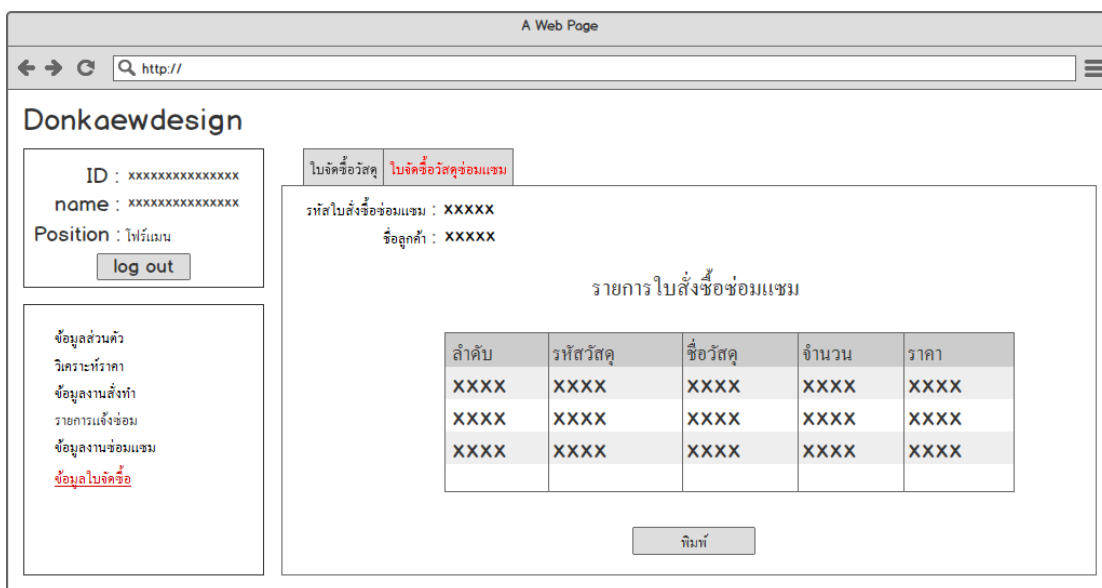 A Web Page
http://
Donkaewdesign
ID : xxxxxxxxxxxxxxx
name : xxxxxxxxxxxxxxx
Position : โฟร์แมน
log out
ข้อมูลส่วนตัว
วิเคราะห์ราคา
ข้อมูลงานสั่งทำ
รายการแจ้งซ่อม
ข้อมูลงานซ่อมแซม
ข้อมูลใบจัดซื้อ
ใบจัดซื้อวัสดุ ใบจัดซื้อวัสดุซ่อมแซม
รหัสใบสั่งซื้อซ่อมแซม : xxxxx
ชื่อลูกค้า : xxxxx
รายการใบสั่งซื้อซ่อมแซม
ลำดับ รหัสวัสดุ ชื่อวัสดุ จำนวน ราคา
xxxx xxxx xxxx xxxx xxxx
xxxx xxxx xxxx xxxx xxxx
xxxx xxxx xxxx xxxx xxxx
พิมพ์